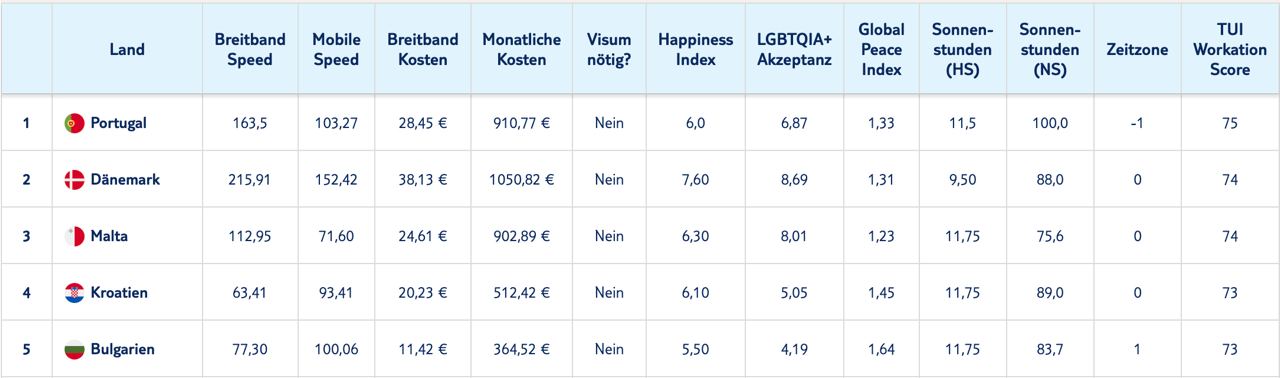 Land Breitband Speed Mobile Speed Breitband Kosten Monatliche Kosten Visum nötig? Happiness Index LGBTQIA+ Akzeptanz Global Peace Index Sonnen-stunden (HS) Sonnen-stunden (NS) Zeitzone TUI Workation Score
1 Portugal 163,5 103,27 28,45 € 910,77 € Nein 6,0 6,87 1,33 11,5 100,0 -1 75
2 Dänemark 215,91 152,42 38,13 € 1050,82 € Nein 7,60 8,69 1,31 9,50 88,0 0 74
3 Malta 112,95 71,60 24,61 € 902,89 € Nein 6,30 8,01 1,23 11,75 75,6 0 74
4 Kroatien 63,41 93,41 20,23 € 512,42 € Nein 6,10 5,05 1,45 11,75 89,0 0 73
5 Bulgarien 77,30 100,06 11,42 € 364,52 € Nein 5,50 4,19 1,64 11,75 83,7 1 73